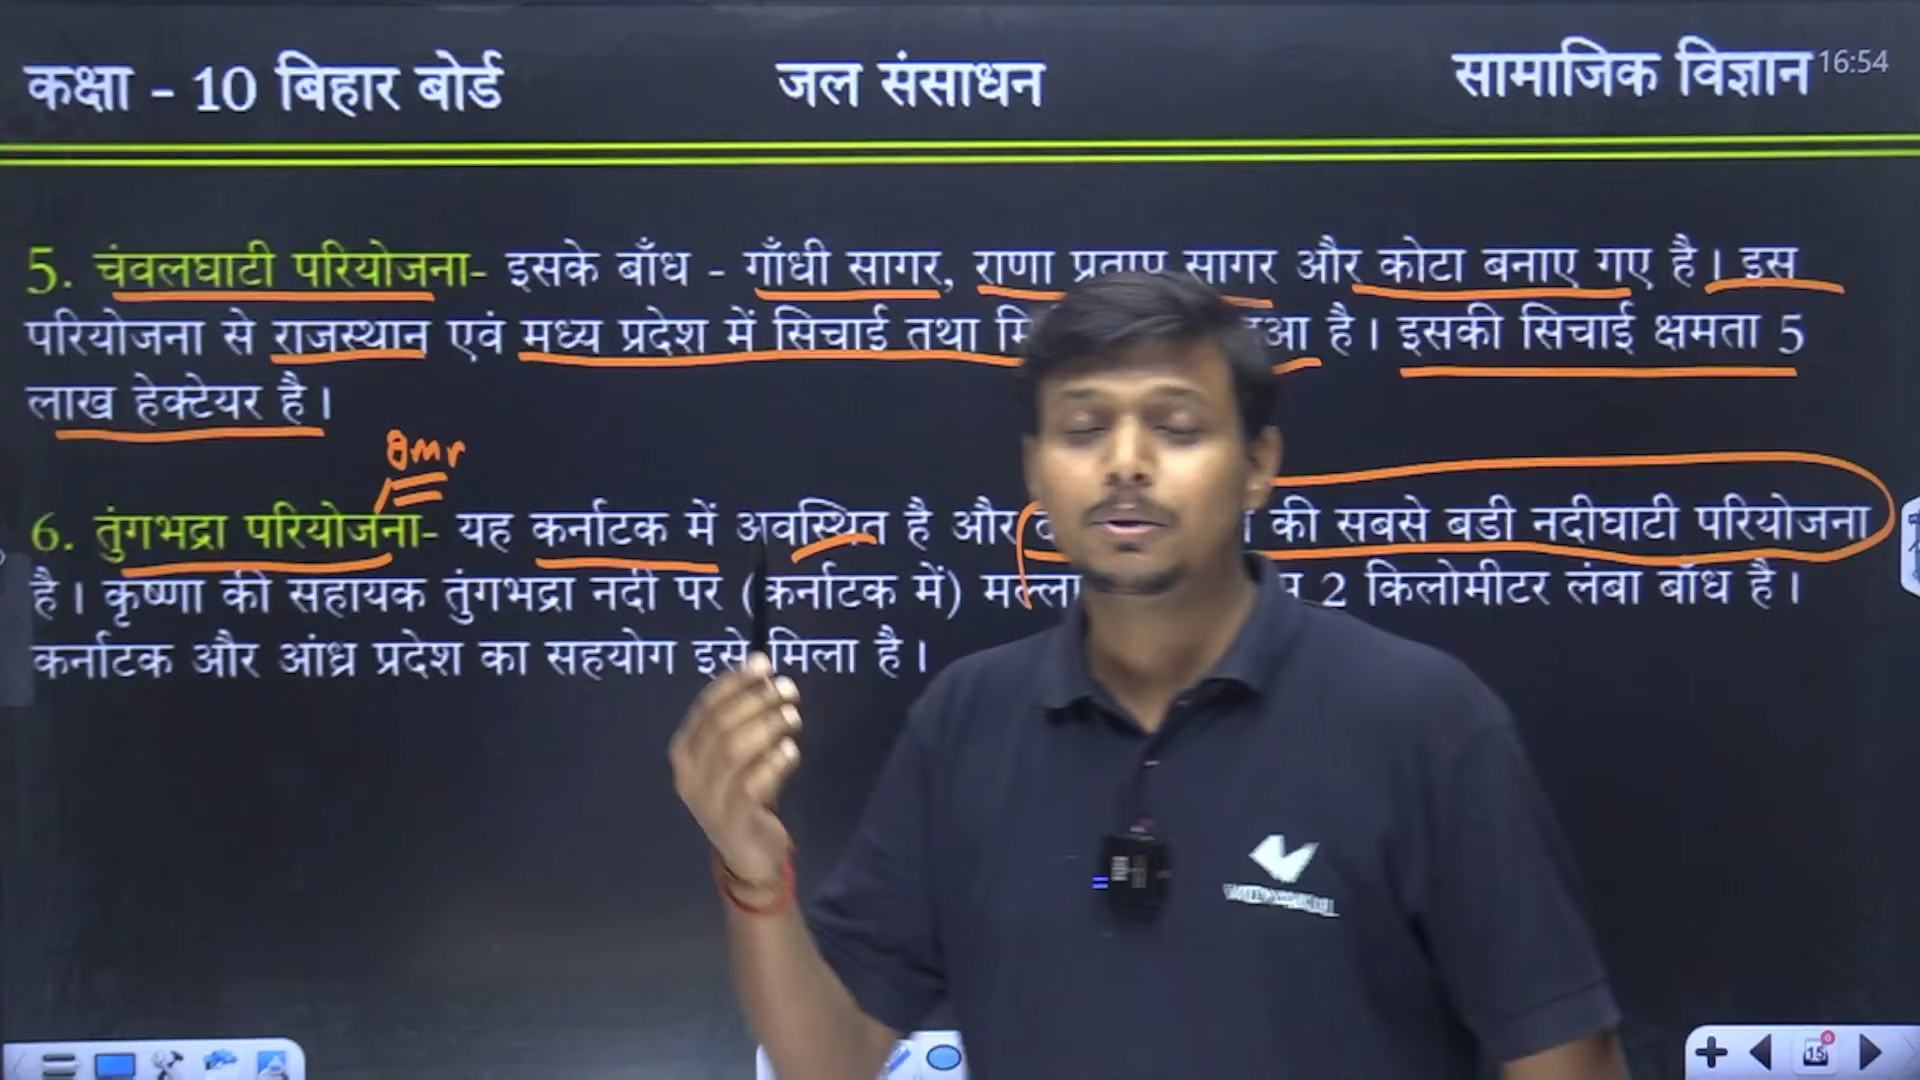 कक्षा - 10 बिहार बोर्ड जल संसाधन सामाजिक विज्ञान 16:54
5. चंवलघाटी परियोजना- इसके बाँध - गाँधी सागर, राणा प्रताप सागर और कोटा बनाए गए है। इस
परियोजना से राजस्थान एवं मध्य प्रदेश में सिचाई तथा है। इसकी सिचाई क्षमता 5
लाख हेक्टेयर है।
6. तुंगभद्रा परियोजना- यह कर्नाटक में अवस्थित है और की सबसे बडी नदीघाटी परियोजना
है। कृष्णा की सहायक तुंगभद्रा नदी पर (कर्नाटक में) 2 किलोमीटर लंबा बाँध है।
कर्नाटक और आंध्र प्रदेश का सहयोग इसे मिला है।
15